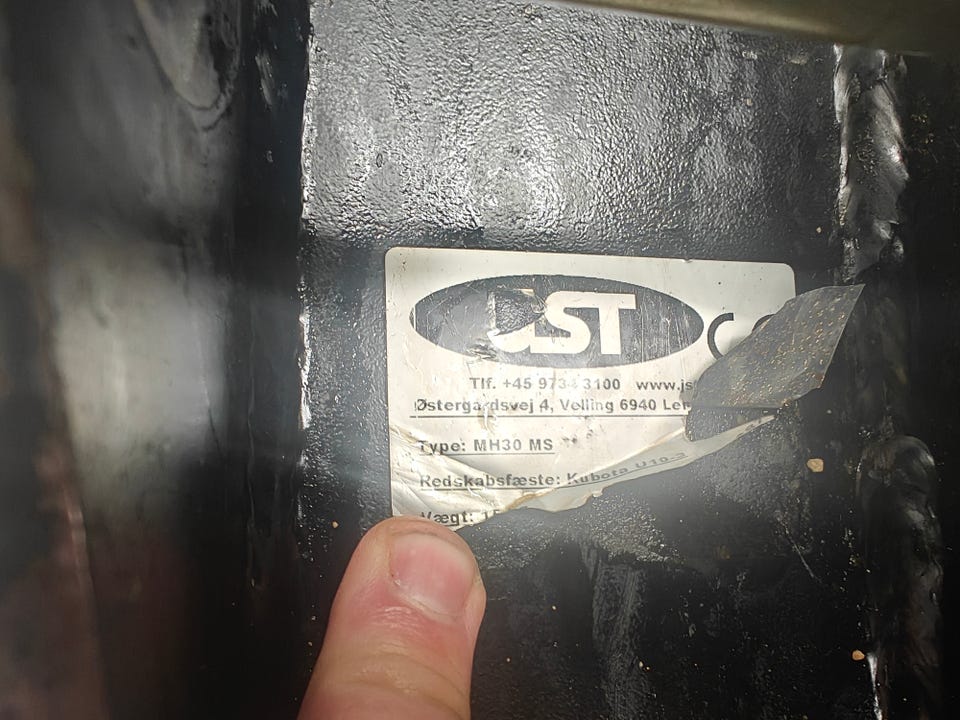 JST
Tlf. +45 9734 3100 www.js
Østergårdsvej 4, Velling 6940 Le
Type: MH30 MS
Redskabsfæste: Kubota U10-3
Vægt: 15